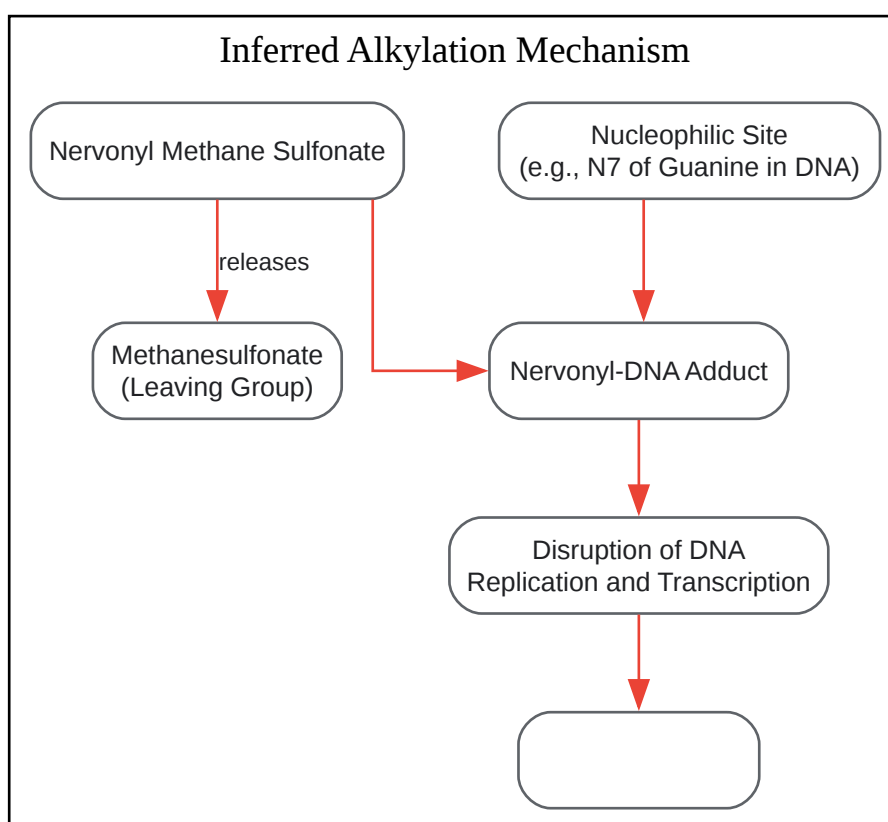 Inferred Alkylation Mechanism
Nervonyl Methane Sulfonate
Nucleophilic Site
(e.g., N7 of Guanine in DNA)
releases
Methanesulfonate
(Leaving Group)
Nervonyl-DNA Adduct
Disruption of DNA
Replication and Transcription